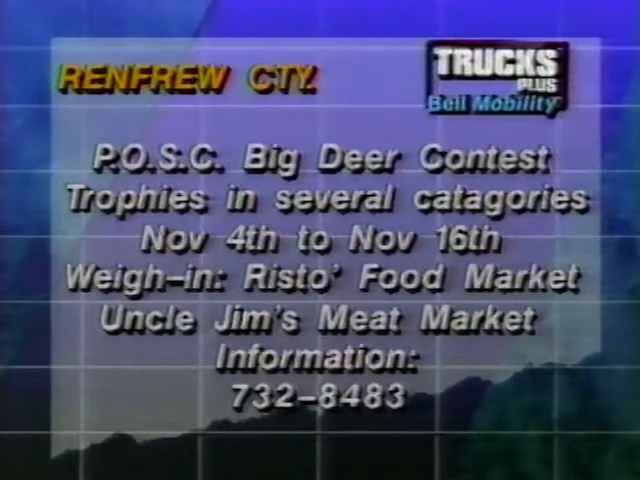 RENFREW CTY.
TRUCKS
PLUS
Bell Mobility
P.O.S.C. Big Deer Contest
Trophies in several catagories
Nov 4th to Nov 16th
Weigh-in: Risto' Food Market
Uncle Jim's Meat Market
Information:
732-8483